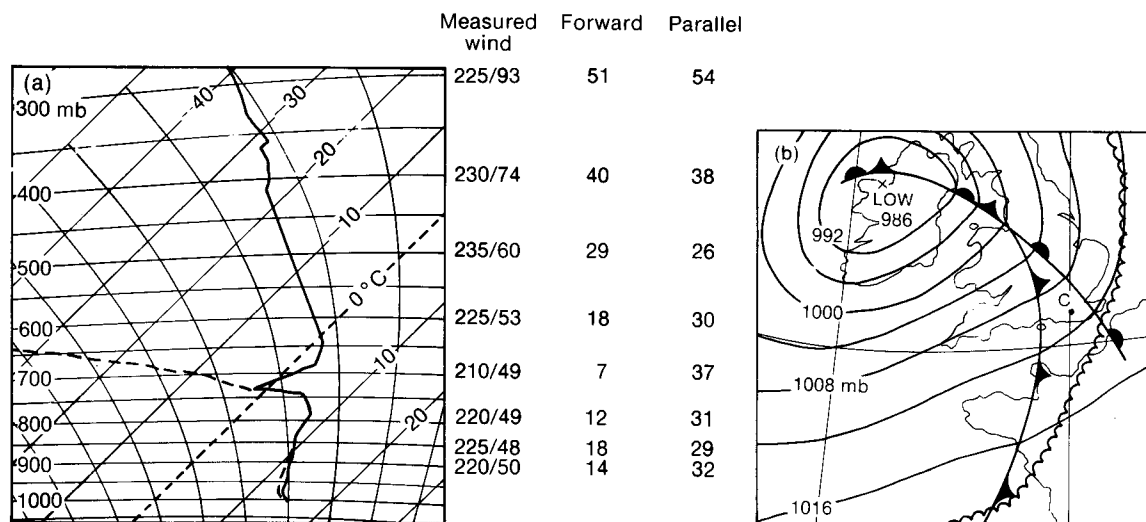 Measured wind Forward Parallel
(a)
225/93 51 54
230/74 40 38
235/60 29 26
225/53 18 30
210/49 7 37
220/49 12 31
225/48 18 29
220/50 14 32
300 mb
400
500
600
700
800
900
1000
40
30
20
10
0 °C
10
20
(b)
LOW
986
992
1000
C
1008 mb
1016